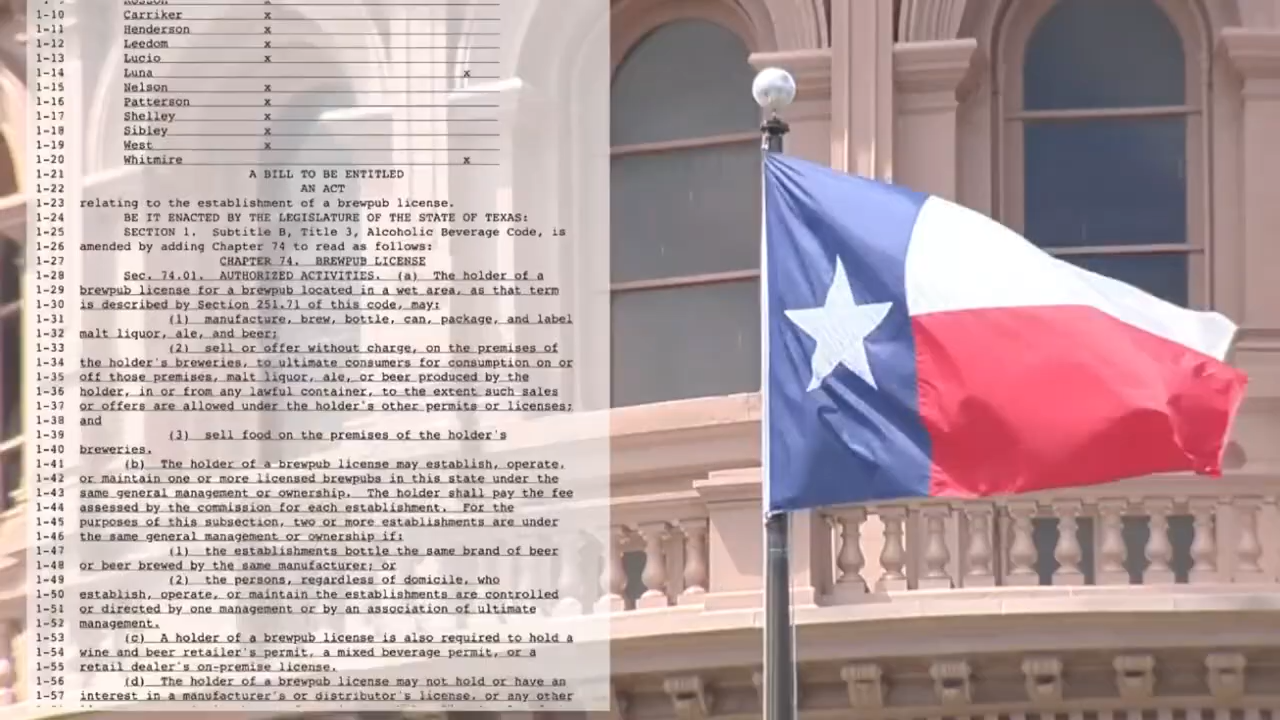 1-10 Carriker x
1-11 Henderson x
1-12 Leedom x
1-13 Lucio x
1-14 Luna x
1-15 Nelson x
1-16 Patterson x
1-17 Shelley x
1-18 Sibley x
1-19 West x
1-20 Whitmire x
1-21 A BILL TO BE ENTITLED
1-22 AN ACT
1-23 relating to the establishment of a brewpub license.
1-24 BE IT ENACTED BY THE LEGISLATURE OF THE STATE OF TEXAS:
1-25 SECTION 1. Subtitle B, Title 3, Alcoholic Beverage Code, is
1-26 amended by adding Chapter 74 to read as follows:
1-27 CHAPTER 74. BREWPUB LICENSE
1-28 Sec. 74.01. AUTHORIZED ACTIVITIES. (a) The holder of a
1-29 brewpub license for a brewpub located in a wet area, as that term
1-30 is described by Section 251.71 of this code, may:
1-31 (1) manufacture, brew, bottle, can, package, and label
1-32 malt liquor, ale, and beer;
1-33 (2) sell or offer without charge, on the premises of
1-34 the holder's breweries, to ultimate consumers for consumption on or
1-35 off those premises, malt liquor, ale, or beer produced by the
1-36 holder, in or from any lawful container, to the extent such sales
1-37 or offers are allowed under the holder's other permits or licenses;
1-38 and
1-39 (3) sell food on the premises of the holder's
1-40 breweries.
1-41 (b) The holder of a brewpub license may establish, operate,
1-42 or maintain one or more licensed brewpubs in this state under the
1-43 same general management or ownership. The holder shall pay the fee
1-44 assessed by the commission for each establishment. For the
1-45 purposes of this subsection, two or more establishments are under
1-46 the same general management or ownership if:
1-47 (1) the establishments bottle the same brand of beer
1-48 or beer brewed by the same manufacturer; or
1-49 (2) the persons, regardless of domicile, who
1-50 establish, operate, or maintain the establishments are controlled
1-51 or directed by one management or by an association of ultimate
1-52 management.
1-53 (c) A holder of a brewpub license is also required to hold a
1-54 wine and beer retailer's permit, a mixed beverage permit, or a
1-55 retail dealer's on-premise license.
1-56 (d) The holder of a brewpub license may not hold or have an
1-57 interest in a manufacturer's or distributor's license, or any other